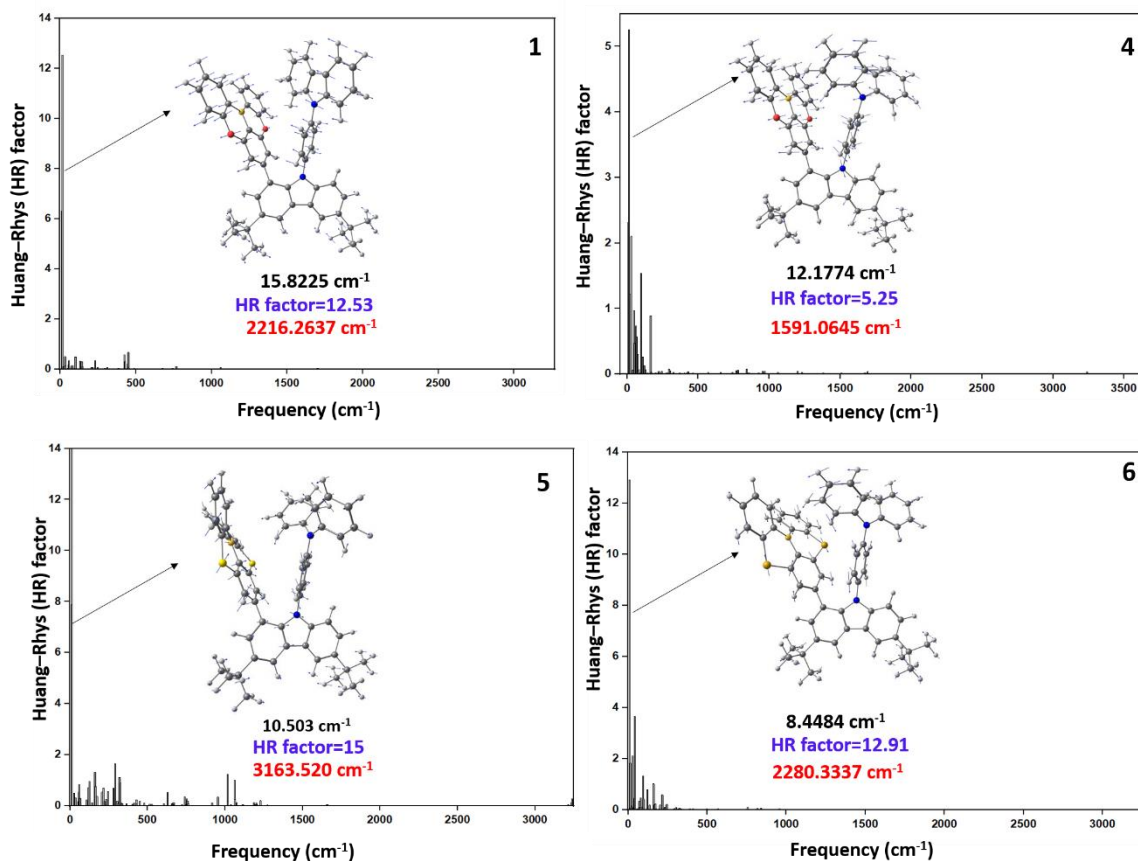 1
14
12
10
8
6
4
2
0
Huang–Rhys (HR) factor
15.8225 cm⁻¹
HR factor=12.53
2216.2637 cm⁻¹
0 500 1000 1500 2000 2500 3000
Frequency (cm⁻¹)
4
5
4
3
2
1
0
Huang–Rhys (HR) factor
12.1774 cm⁻¹
HR factor=5.25
1591.0645 cm⁻¹
0 500 1000 1500 2000 2500 3000 3500
Frequency (cm⁻¹)
5
14
12
10
8
6
4
2
0
Huang–Rhys (HR) factor
10.503 cm⁻¹
HR factor=15
3163.520 cm⁻¹
0 500 1000 1500 2000 2500 3000
Frequency (cm⁻¹)
6
14
12
10
8
6
4
2
0
Huang–Rhys (HR) factor
8.4484 cm⁻¹
HR factor=12.91
2280.3337 cm⁻¹
0 500 1000 1500 2000 2500 3000
Frequency (cm⁻¹)